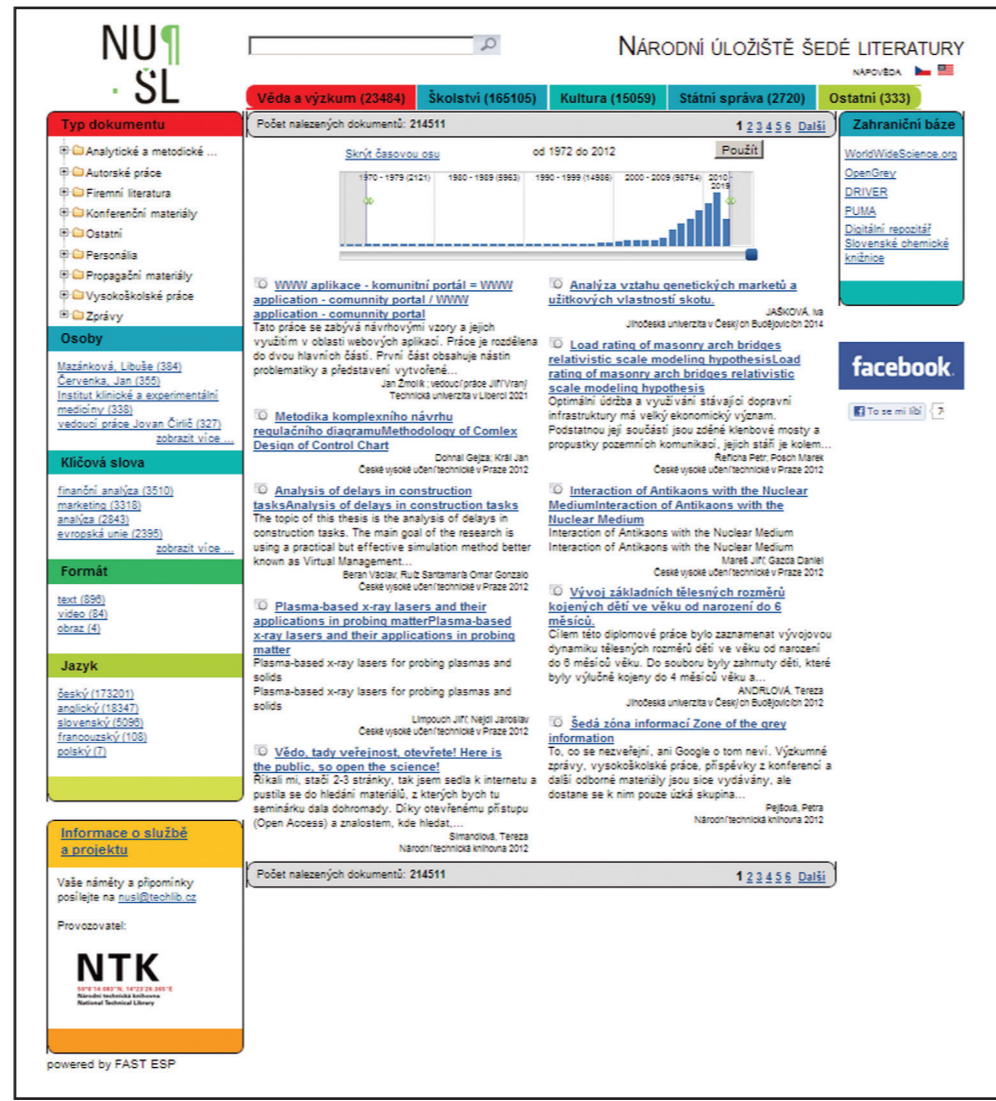 NU¶
ŠL
NÁRODNÍ ÚLOŽIŠTĚ ŠEDÉ LITERATURY
NÁPOVĚDA
Věda a výzkum (23484)
Školství (165105)
Kultura (15059)
Státní správa (2720)
Ostatní (333)
Typ dokumentu
Analytické a metodické ...
Autorské práce
Firemní literatura
Konferenční materiály
Ostatní
Personália
Propagační materiály
Vysokoškolské práce
Zprávy
Osoby
Mazánková, Libuše (384)
Červenka, Jan (355)
Institut klinické a experimentální
medicíny (338)
vedoucí práce Jovan Čirlič (327)
zobrazit více ...
Klíčová slova
finanční analýza (3510)
marketing (3318)
analýza (2843)
evropská unie (2395)
zobrazit více ...
Formát
text (896)
video (84)
obraz (4)
Jazyk
český (173201)
anglický (18347)
slovenský (5096)
francouzský (108)
polský (7)
Informace o službě
a projektu
Vaše náměty a připomínky
posílejte na nusl@techlib.cz
Provozovatel:
NTK
50°6'14.083"N, 14°23'26.365"E
Národní technická knihovna
National Technical Library
powered by FAST ESP
Počet nalezených dokumentů: 214511
1 2 3 4 5 6 Další
Skrýt časovou osu
od 1972 do 2012
Použít
1970 - 1979 (2121)
1980 - 1989 (5963)
1990 - 1999 (14986)
2000 - 2009 (98754)
2010 -
2019
WWW aplikace - komunitní portál = WWW
application - comunnity portal / WWW
application - comunnity portal
Tato práce se zabývá návrhovými vzory a jejich
využitím v oblasti webových aplikací. Práce je rozdělena
do dvou hlavních částí. První část obsahuje nástin
problematiky a představení vytvořené...
Jan Žmolík ; vedoucí práce Jiří Vraný
Technická univerzita v Liberci 2021
Metodika komplexního návrhu
regulačního diagramuMethodology of Comlex
Design of Control Chart
Dohnal Gejza; Král Jan
České vysoké učení technické v Praze 2012
Analysis of delays in construction
tasksAnalysis of delays in construction tasks
The topic of this thesis is the analysis of delays in
construction tasks. The main goal of the research is
using a practical but effective simulation method better
known as Virtual Management...
Beran Václav; Ruíz Santamaría Omar Gonzalo
České vysoké učení technické v Praze 2012
Plasma-based x-ray lasers and their
applications in probing matterPlasma-based
x-ray lasers and their applications in probing
matter
Plasma-based x-ray lasers for probing plasmas and
solids
Plasma-based x-ray lasers for probing plasmas and
solids
Limpouch Jiří; Nejdl Jaroslav
České vysoké učení technické v Praze 2012
Vědo, tady veřejnost, otevřete! Here is
the public, so open the science!
Říkali mi, stačí 2-3 stránky, tak jsem sedla k internetu a
pustila se do hledání materiálů, z kterých bych tu
seminárku dala dohromady. Díky otevřenému přístupu
(Open Access) a znalostem, kde hledat,...
Simandlová, Tereza
Národní technická knihovna 2012
Analýza vztahu genetických marketů a
užitkových vlastností skotu.
JAŠKOVÁ, Iva
Jihočeská univerzita v Českých Budějovicích 2014
Load rating of masonry arch bridges
relativistic scale modeling hypothesisLoad
rating of masonry arch bridges relativistic
scale modeling hypothesis
Optimální údržba a využívání stávající dopravní
infrastruktury má velký ekonomický význam.
Podstatnou její součástí jsou zděné klenbové mosty a
propustky pozemních komunikací, jejich stáří je kolem...
Řeřicha Petr; Posch Marek
České vysoké učení technické v Praze 2012
Interaction of Antikaons with the Nuclear
MediumInteraction of Antikaons with the
Nuclear Medium
Interaction of Antikaons with the Nuclear Medium
Interaction of Antikaons with the Nuclear Medium
Mareš Jiří; Gazda Daniel
České vysoké učení technické v Praze 2012
Vývoj základních tělesných rozměrů
kojených dětí ve věku od narození do 6
měsíců.
Cílem této diplomové práce bylo zaznamenat vývojovou
dynamiku tělesných rozměrů dětí ve věku od narození
do 6 měsíců věku. Do souboru byly zahrnuty děti, které
byly výlučně kojeny do 4 měsíců věku a...
ANDRLOVÁ, Tereza
Jihočeská univerzita v Českých Budějovicích 2012
Šedá zóna informací Zone of the grey
information
To, co se nezveřejní, ani Google o tom neví. Výzkumné
zprávy, vysokoškolské práce, příspěvky z konferencí a
další odborné materiály jsou sice vydávány, ale
dostane se k nim pouze úzká skupina...
Pejšová, Petra
Národní technická knihovna 2012
Počet nalezených dokumentů: 214511
1 2 3 4 5 6 Další
Zahraniční báze
WorldWideScience.org
OpenGrey
DRIVER
PUMA
Digitální repozitář
Slovenské chemické
knižnice
facebook.
To se mi líbí
7